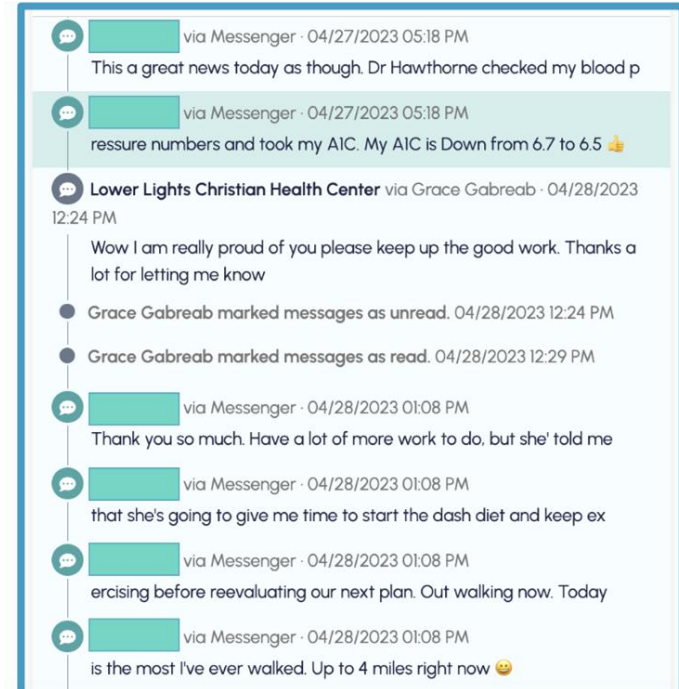 via Messenger · 04/27/2023 05:18 PM
This a great news today as though. Dr Hawthorne checked my blood p
via Messenger · 04/27/2023 05:18 PM
ressure numbers and took my A1C. My A1C is Down from 6.7 to 6.5 👍
Lower Lights Christian Health Center via Grace Gabreab · 04/28/2023
12:24 PM
Wow I am really proud of you please keep up the good work. Thanks a
lot for letting me know
Grace Gabreab marked messages as unread. 04/28/2023 12:24 PM
Grace Gabreab marked messages as read. 04/28/2023 12:29 PM
via Messenger · 04/28/2023 01:08 PM
Thank you so much. Have a lot of more work to do, but she' told me
via Messenger · 04/28/2023 01:08 PM
that she's going to give me time to start the dash diet and keep ex
via Messenger · 04/28/2023 01:08 PM
ercising before reevaluating our next plan. Out walking now. Today
via Messenger · 04/28/2023 01:08 PM
is the most I've ever walked. Up to 4 miles right now 😀